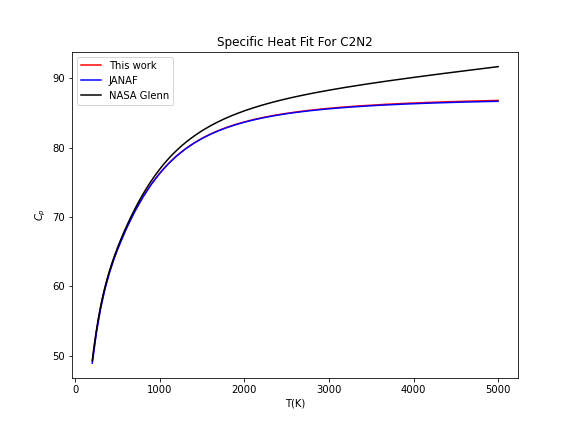 Specific Heat Fit For C2N2
This work
JANAF
NASA Glenn
90
80
70
60
50
C_p
0 1000 2000 3000 4000 5000
T(K)